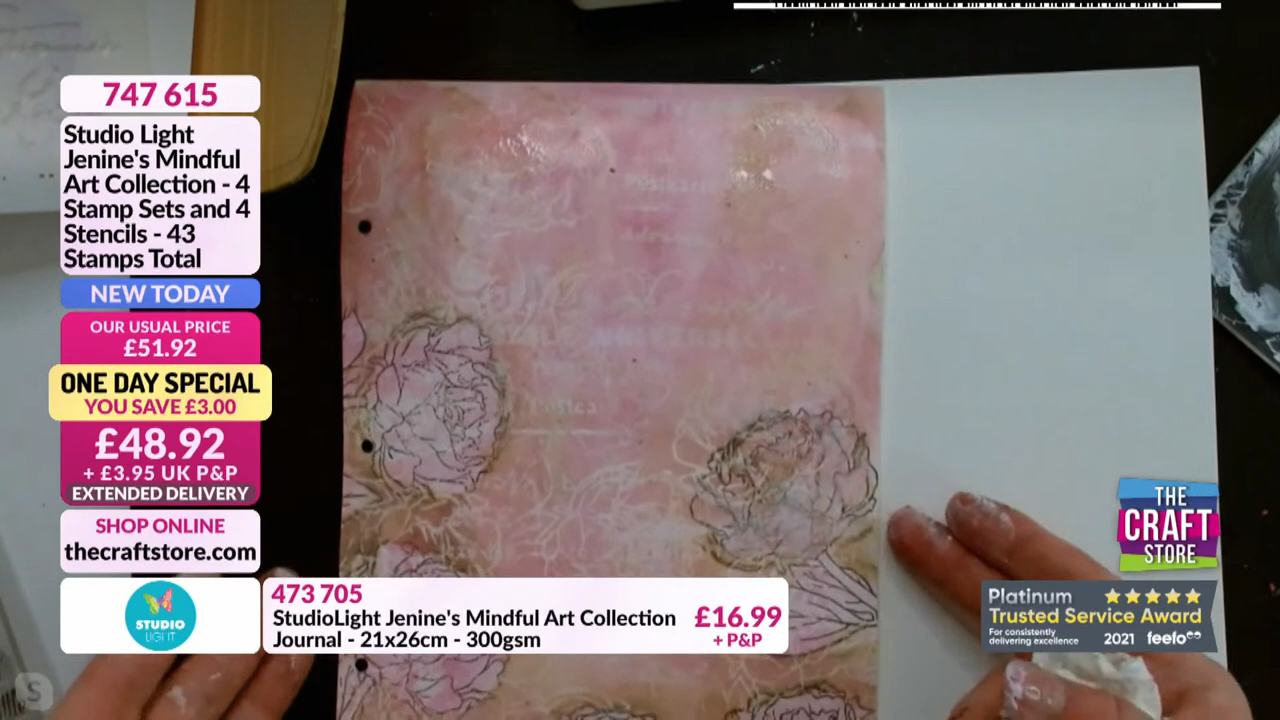 747 615
Studio Light
Jenine's Mindful
Art Collection - 4
Stamp Sets and 4
Stencils - 43
Stamps Total
NEW TODAY
OUR USUAL PRICE
£51.92
ONE DAY SPECIAL
YOU SAVE £3.00
£48.92
+ £3.95 UK P&P
EXTENDED DELIVERY
SHOP ONLINE
thecraftstore.com
STUDIO
LIGHT
473 705
StudioLight Jenine's Mindful Art Collection
Journal - 21x26cm - 300gsm
£16.99
+ P&P
THE
CRAFT
STORE
Platinum
Trusted Service Award
For consistently
delivering excellence
2021 feefo
S